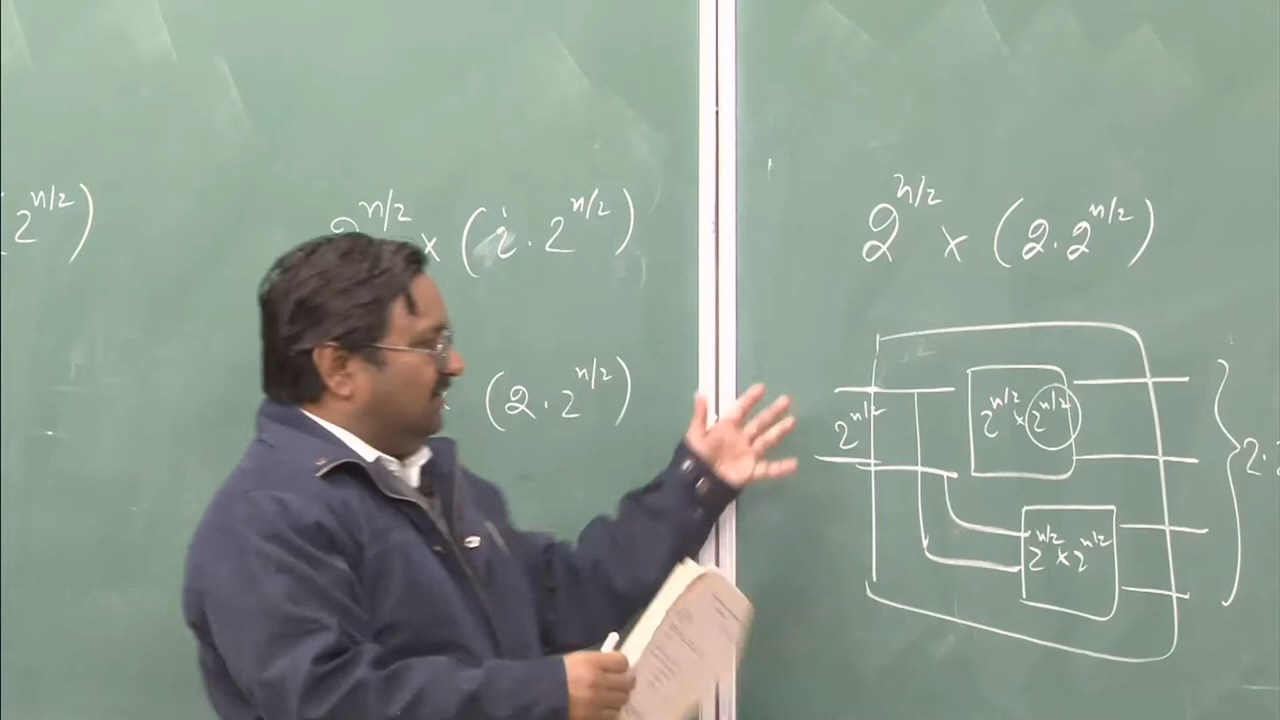 2^{n/2})
2^{n/2} × (i · 2^{n/2})
(2 · 2^{n/2})
2^{n/2} × (2 · 2^{n/2})
2^{n/2}
2^{n/2} × 2^{n/2}
2^{n/2} × 2^{n/2}
2 ·